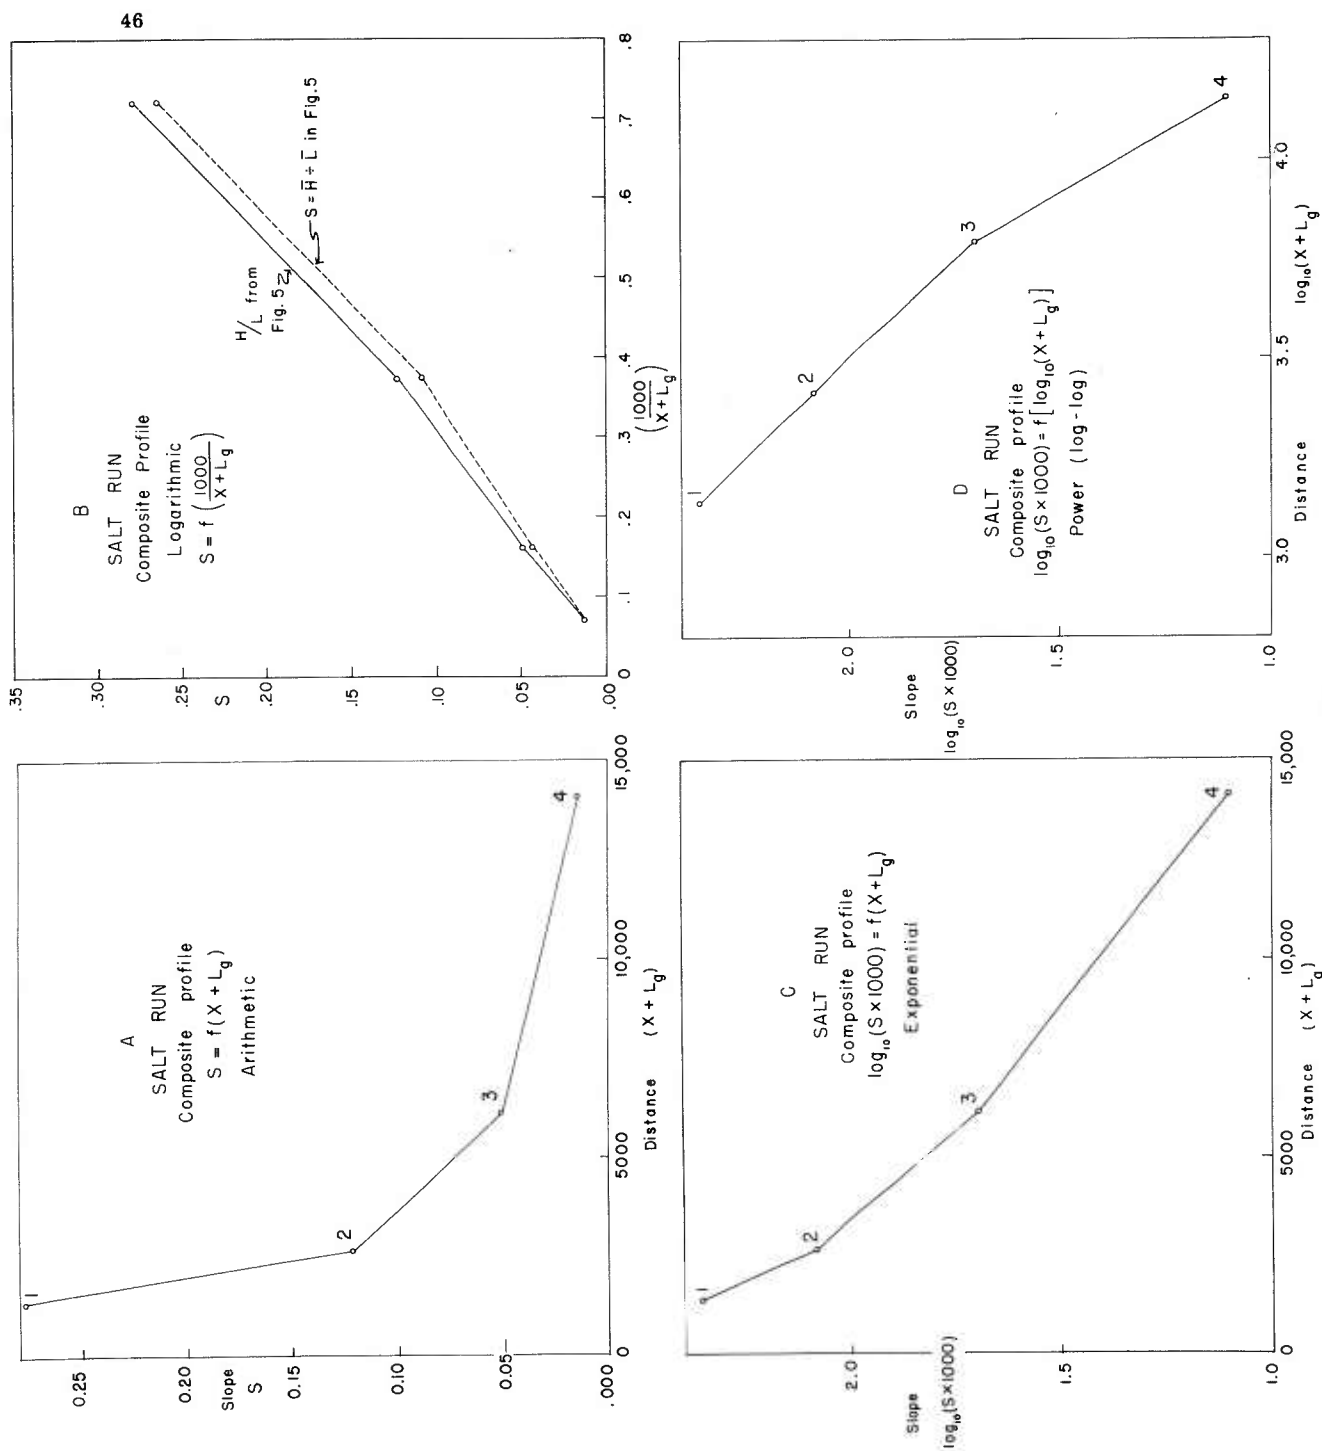 46
A
SALT RUN
Composite profile
S = f(X + Lg)
Arithmetic
0.25
0.20
0.15
0.10
0.05
Slope
S
0
5000
10,000
15,000
Distance (X + Lg)
1
2
3
4
B
SALT RUN
Composite Profile
Logarithmic
S = f (1000 / X + Lg)
.35
.30
.25
.20
.15
.10
.05
.00
S
0
.1
.2
.3
.4
.5
.6
.7
.8
(1000 / X + Lg)
H/L from
Fig. 5
S = H̄ ÷ L̄ in Fig. 5
C
SALT RUN
Composite profile
log₁₀(S × 1000) = f(X + Lg)
Exponential
2.0
1.5
1.0
Slope
log₁₀(S × 1000)
0
5000
10,000
15,000
Distance (X + Lg)
1
2
3
4
D
SALT RUN
Composite profile
log₁₀(S × 1000) = f [log₁₀(X + Lg)]
Power (log - log)
2.0
1.5
1.0
Slope
log₁₀(S × 1000)
3.0
3.5
4.0
Distance log₁₀(X + Lg)
1
2
3
4